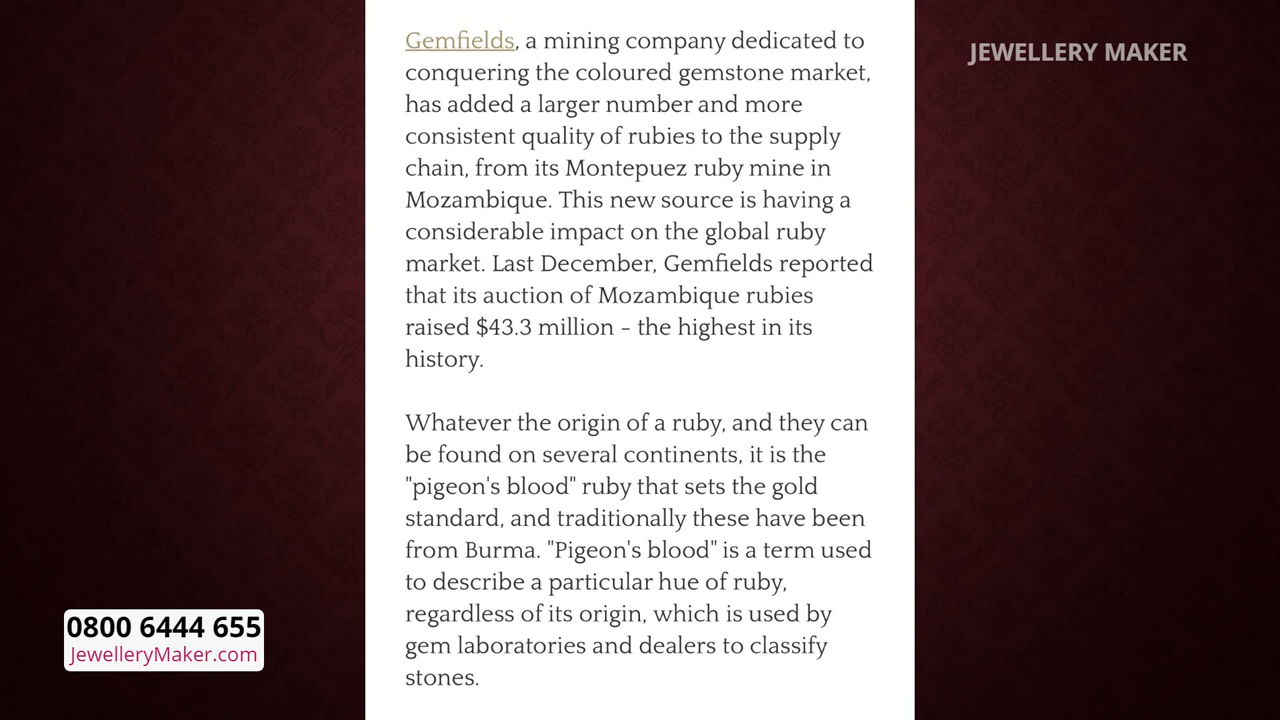 Gemfields, a mining company dedicated to
conquering the coloured gemstone market,
has added a larger number and more
consistent quality of rubies to the supply
chain, from its Montepuez ruby mine in
Mozambique. This new source is having a
considerable impact on the global ruby
market. Last December, Gemfields reported
that its auction of Mozambique rubies
raised $43.3 million – the highest in its
history.
Whatever the origin of a ruby, and they can
be found on several continents, it is the
"pigeon's blood" ruby that sets the gold
standard, and traditionally these have been
from Burma. "Pigeon's blood" is a term used
to describe a particular hue of ruby,
regardless of its origin, which is used by
gem laboratories and dealers to classify
stones.
JEWELLERY MAKER
0800 6444 655
JewelleryMaker.com